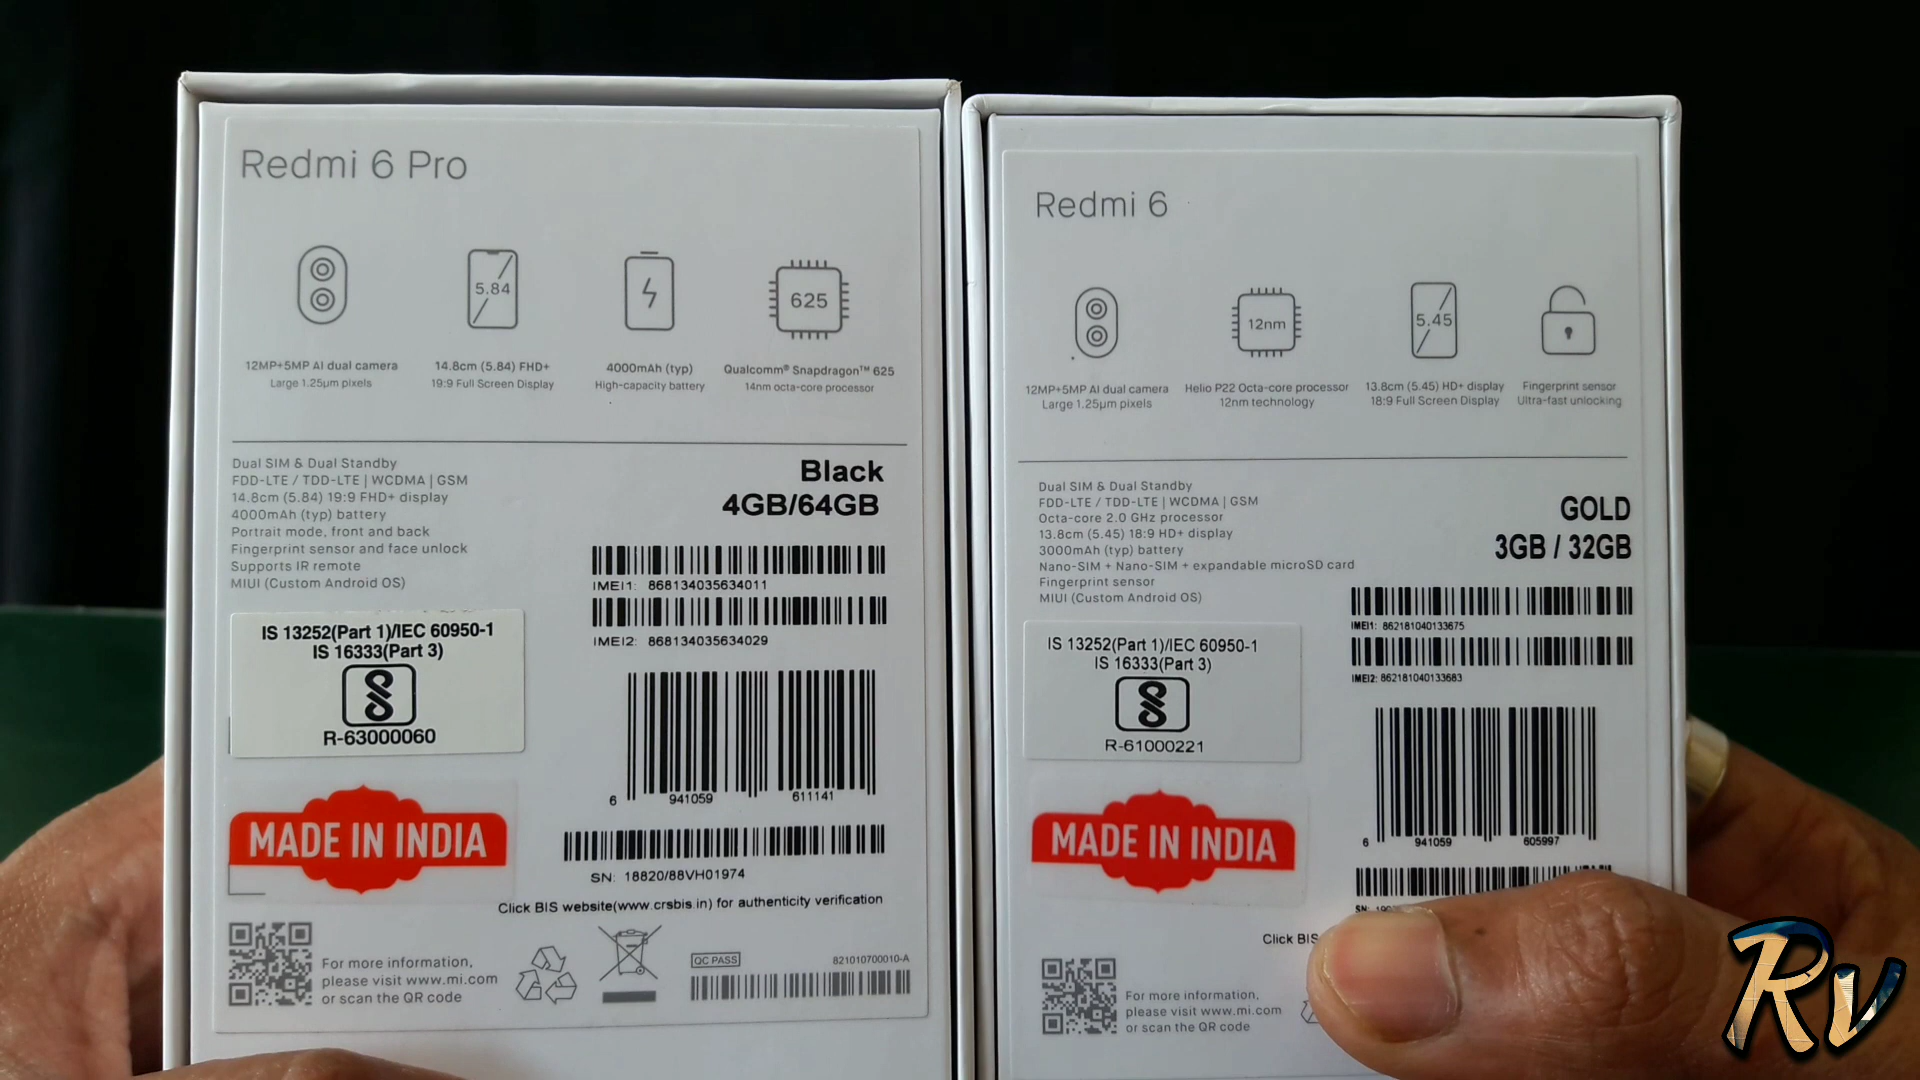 Redmi 6 Pro
5.84
625
12MP+5MP AI dual camera
Large 1.25µm pixels
14.8cm (5.84) FHD+
19:9 Full Screen Display
4000mAh (typ)
High-capacity battery
Qualcomm® Snapdragon™ 625
14nm octa-core processor
Dual SIM & Dual Standby
FDD-LTE / TDD-LTE | WCDMA | GSM
14.8cm (5.84) 19:9 FHD+ display
4000mAh (typ) battery
Portrait mode, front and back
Fingerprint sensor and face unlock
Supports IR remote
MIUI (Custom Android OS)
Black
4GB/64GB
IMEI1: 868134035634011
IMEI2: 868134035634029
IS 13252(Part 1)/IEC 60950-1
IS 16333(Part 3)
R-63000060
6 941059 611141
MADE IN INDIA
SN: 18820/88VH01974
Click BIS website(www.crsbis.in) for authenticity verification
For more information,
please visit www.mi.com
or scan the QR code
QC PASS
821010700010-A
Redmi 6
12nm
5.45
12MP+5MP AI dual camera
Large 1.25µm pixels
Helio P22 Octa-core processor
12nm technology
13.8cm (5.45) HD+ display
18:9 Full Screen Display
Fingerprint sensor
Ultra-fast unlocking
Dual SIM & Dual Standby
FDD-LTE / TDD-LTE | WCDMA | GSM
Octa-core 2.0 GHz processor
13.8cm (5.45) 18:9 HD+ display
3000mAh (typ) battery
Nano-SIM + Nano-SIM + expandable microSD card
Fingerprint sensor
MIUI (Custom Android OS)
GOLD
3GB / 32GB
IMEI1: 862181040133675
IMEI2: 862181040133683
IS 13252(Part 1)/IEC 60950-1
IS 16333(Part 3)
R-61000221
6 941059 605997
MADE IN INDIA
SN:
Click BIS
For more information,
please visit www.mi.com
or scan the QR code
RV